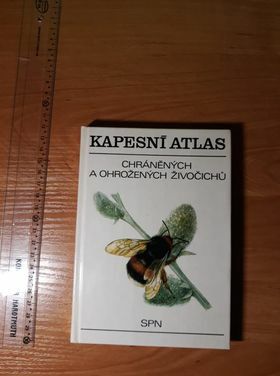 KAPESNÍ ATLAS
CHRÁNĚNÝCH
A OHROŽENÝCH ŽIVOČICHŮ
SPN